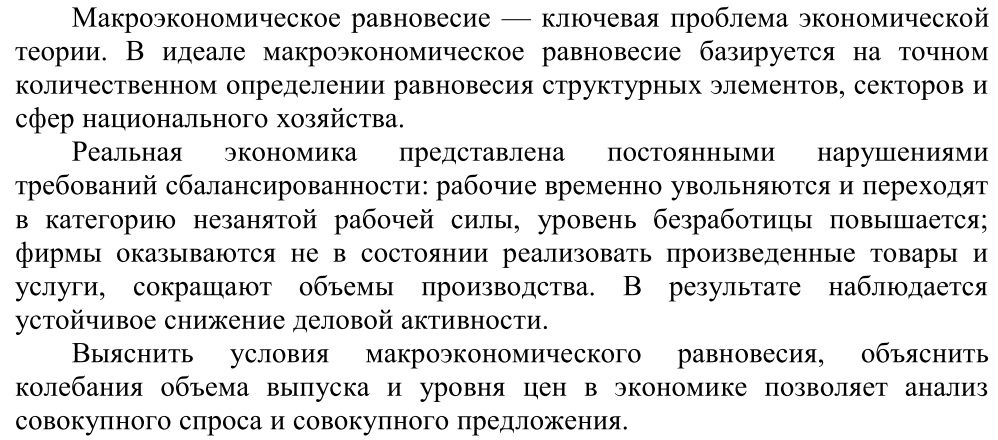 Макроэкономическое равновесие — ключевая проблема экономической
теории. В идеале макроэкономическое равновесие базируется на точном
количественном определении равновесия структурных элементов, секторов и
сфер национального хозяйства.
Реальная экономика представлена постоянными нарушениями
требований сбалансированности: рабочие временно увольняются и переходят
в категорию незанятой рабочей силы, уровень безработицы повышается;
фирмы оказываются не в состоянии реализовать произведенные товары и
услуги, сокращают объемы производства. В результате наблюдается
устойчивое снижение деловой активности.
Выяснить условия макроэкономического равновесия, объяснить
колебания объема выпуска и уровня цен в экономике позволяет анализ
совокупного спроса и совокупного предложения.